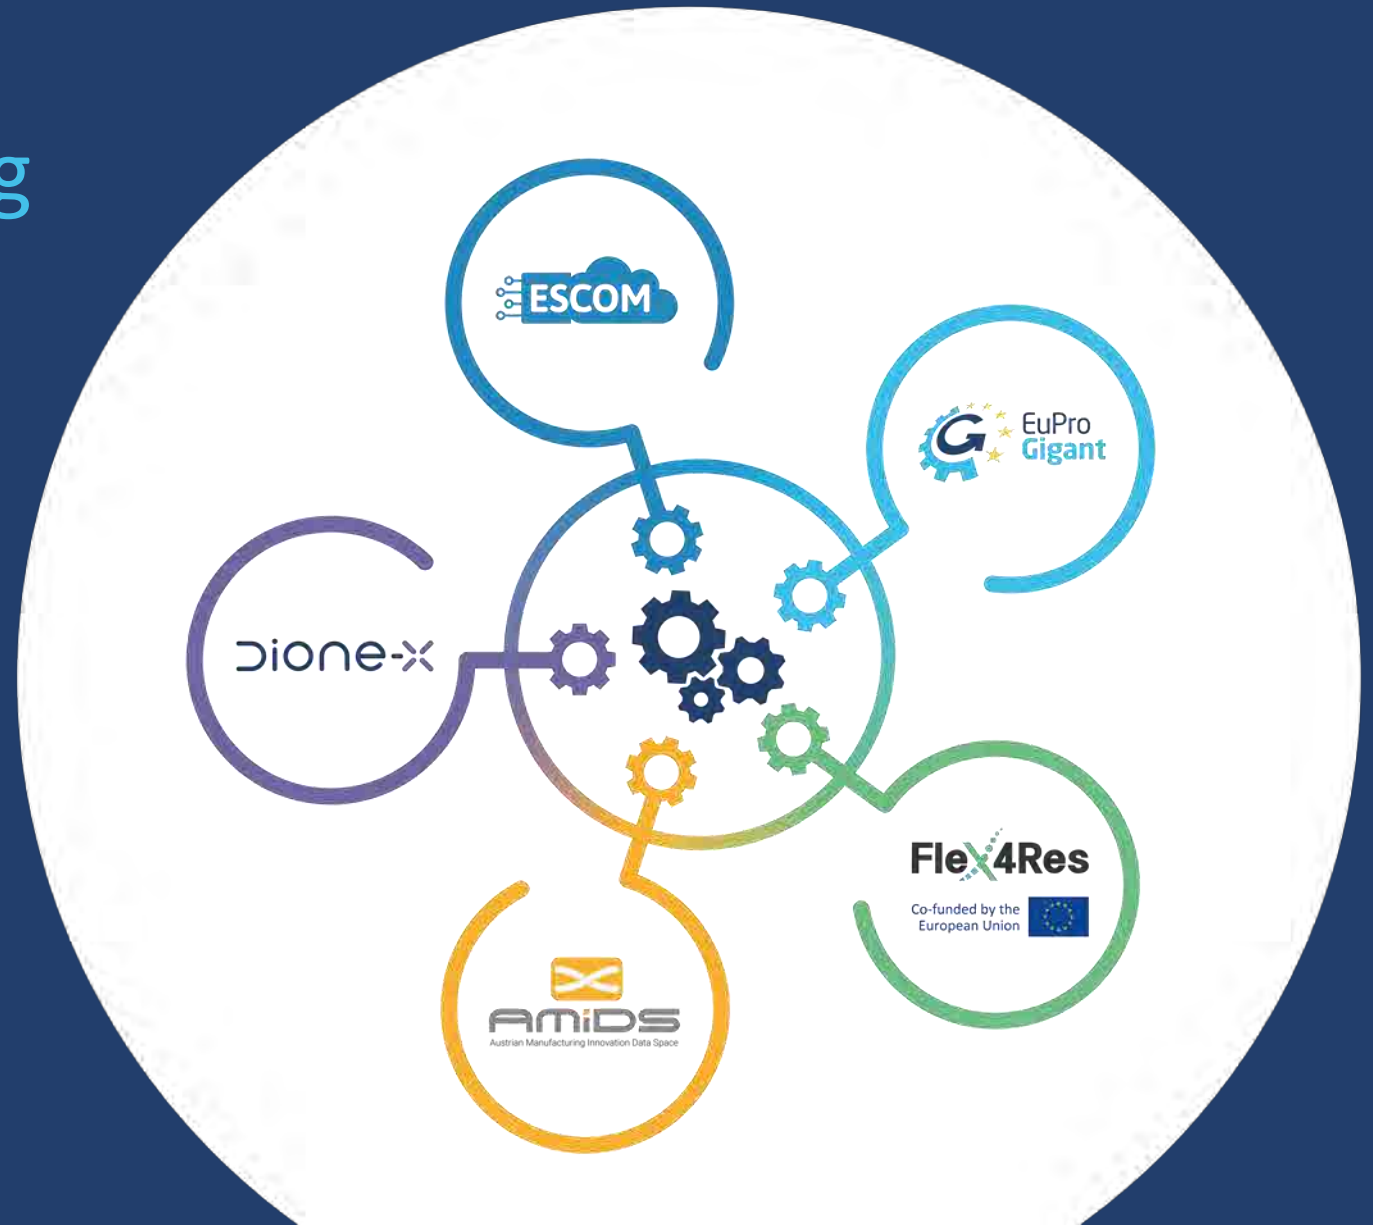 g
ESCOM
EuPro
Gigant
Dione-X
FleX4Res
Co-funded by the
European Union
AMiDS
Austrian Manufacturing Innovation Data Space